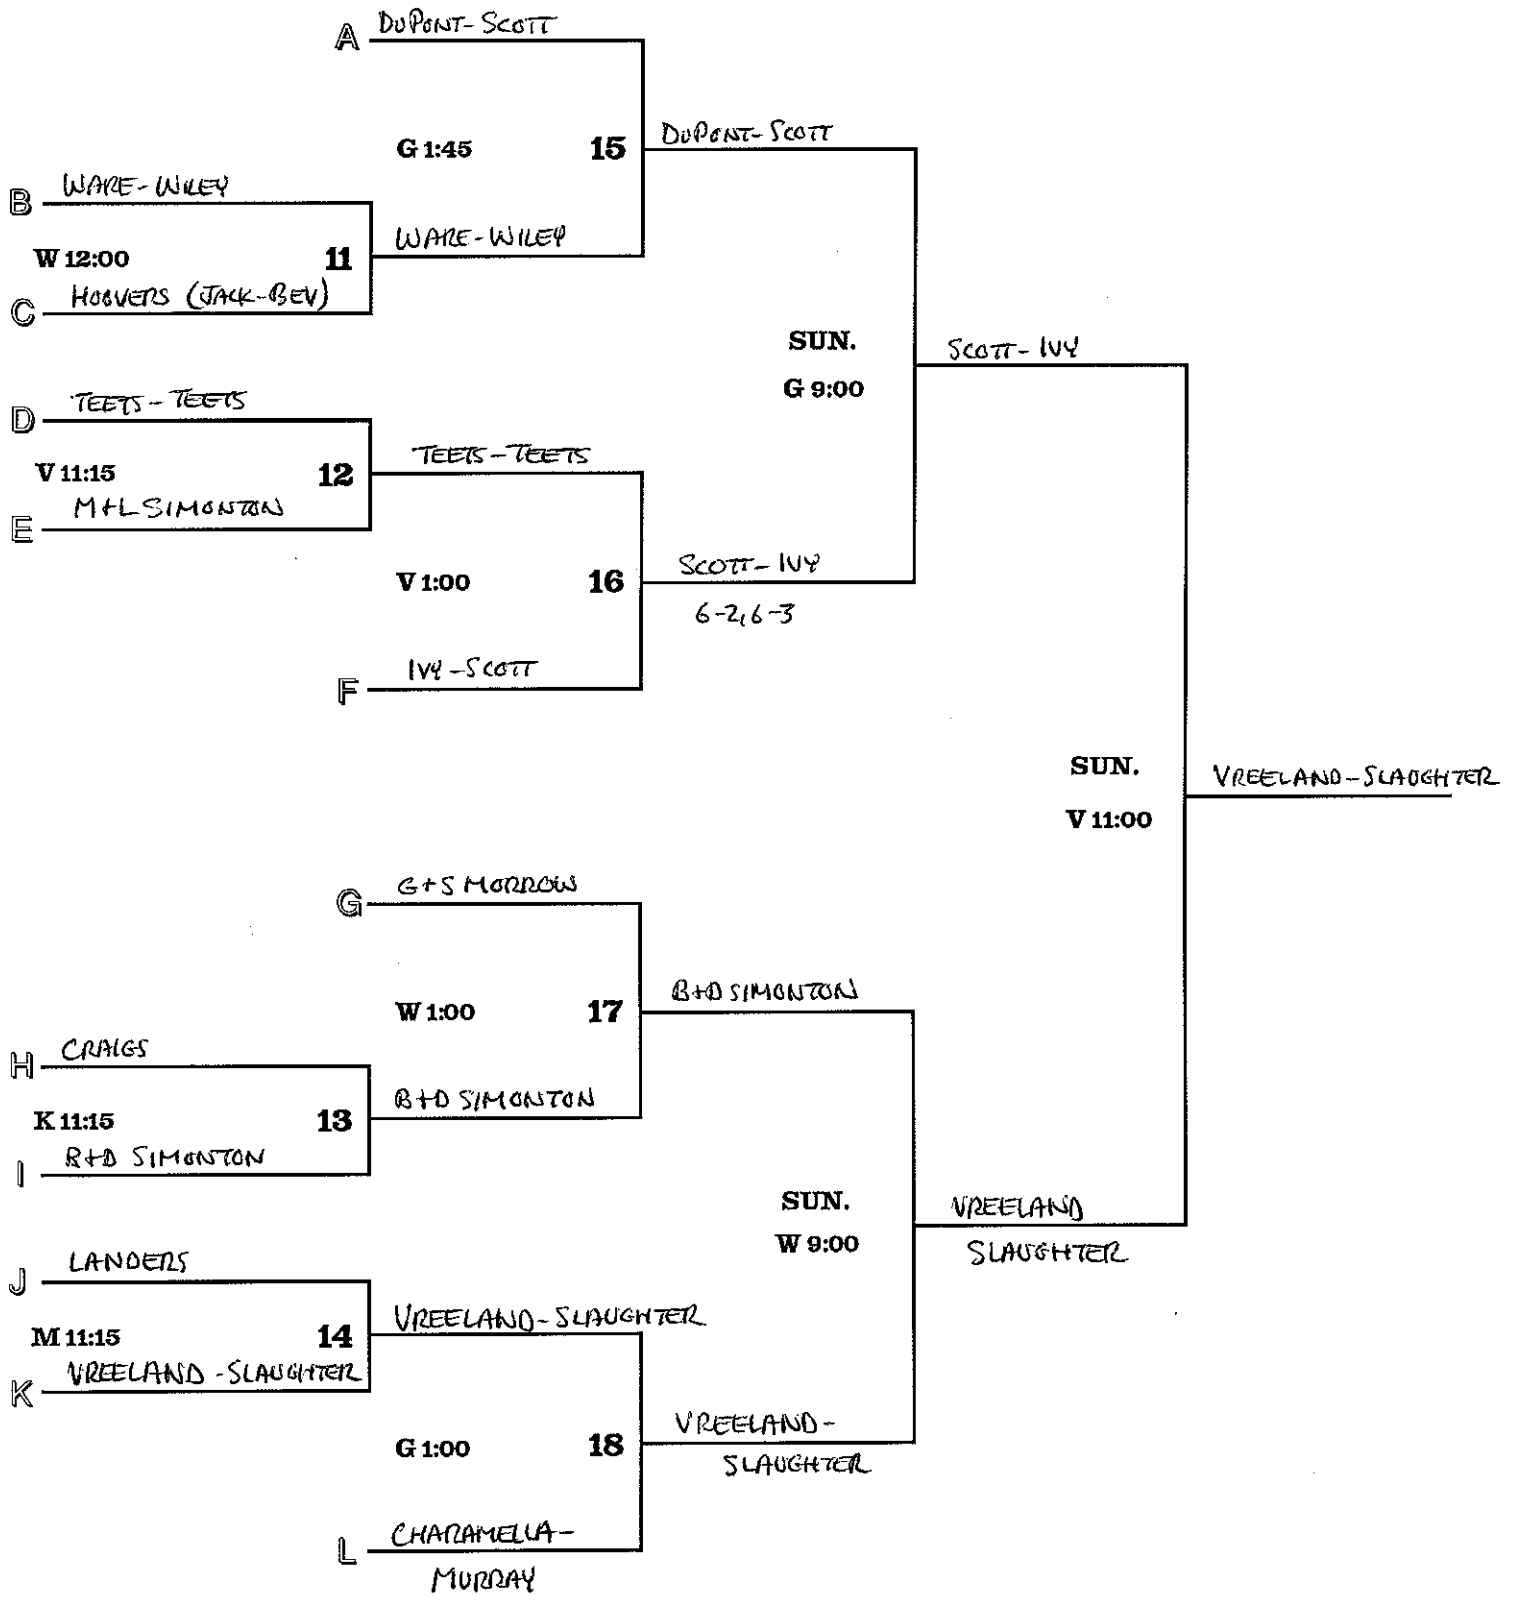 A DUPONT-SCOTT
G 1:45 15 DUPONT-SCOTT
B WARE-WILEY
WARE-WILEY
W 12:00 11
C HOOVERS (JACK-BEV)
SUN.
G 9:00
SCOTT-IVY
D TEETS-TEETS
TEETS-TEETS
V 11:15 12
E M+L SIMONTON
V 1:00 16 SCOTT-IVY
6-2, 6-3
F IVY-SCOTT
SUN.
V 11:00
VREELAND-SLAUGHTER
G G+S MORROW
W 1:00 17 B+D SIMONTON
H CRAIGS
B+D SIMONTON
K 11:15 13
I B+D SIMONTON
SUN.
W 9:00
VREELAND
SLAUGHTER
J LANDERS
VREELAND-SLAUGHTER
M 11:15 14
K VREELAND-SLAUGHTER
G 1:00 18 VREELAND-
SLAUGHTER
L CHARAMELLA-
MURRAY